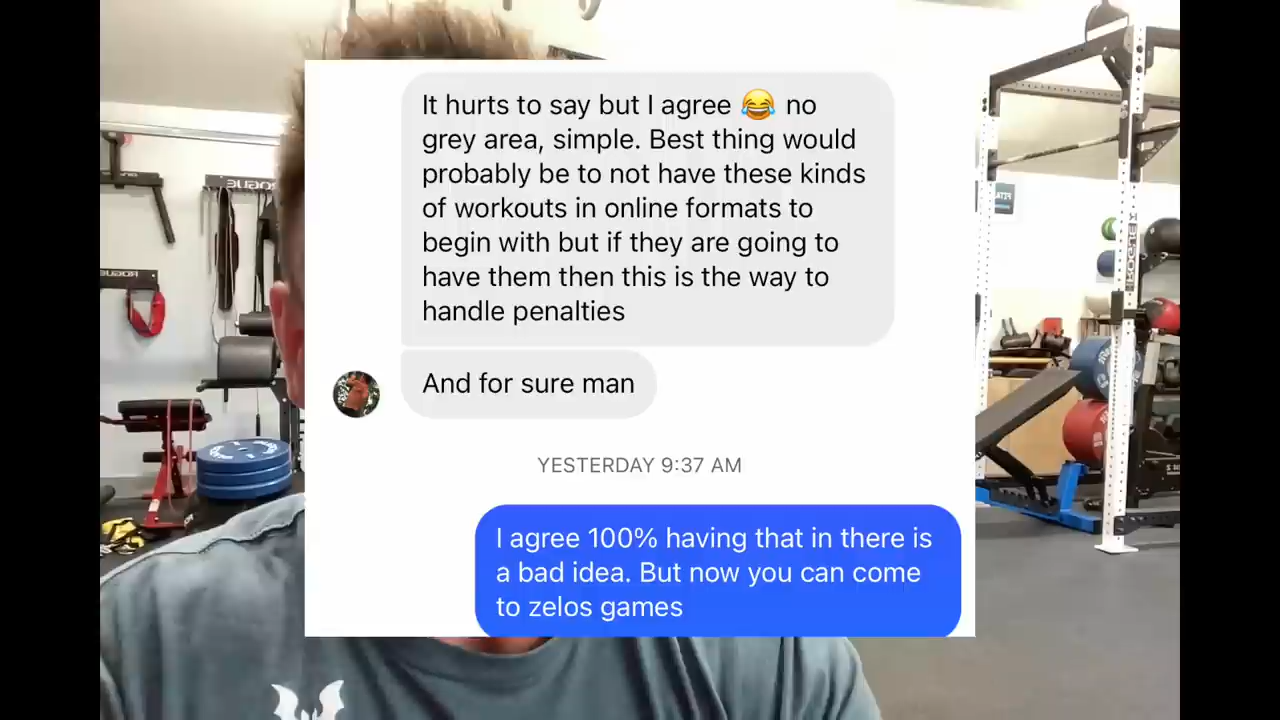 It hurts to say but I agree 😂 no
grey area, simple. Best thing would
probably be to not have these kinds
of workouts in online formats to
begin with but if they are going to
have them then this is the way to
handle penalties
And for sure man
YESTERDAY 9:37 AM
I agree 100% having that in there is
a bad idea. But now you can come
to zelos games
ROGUE
ROGUE